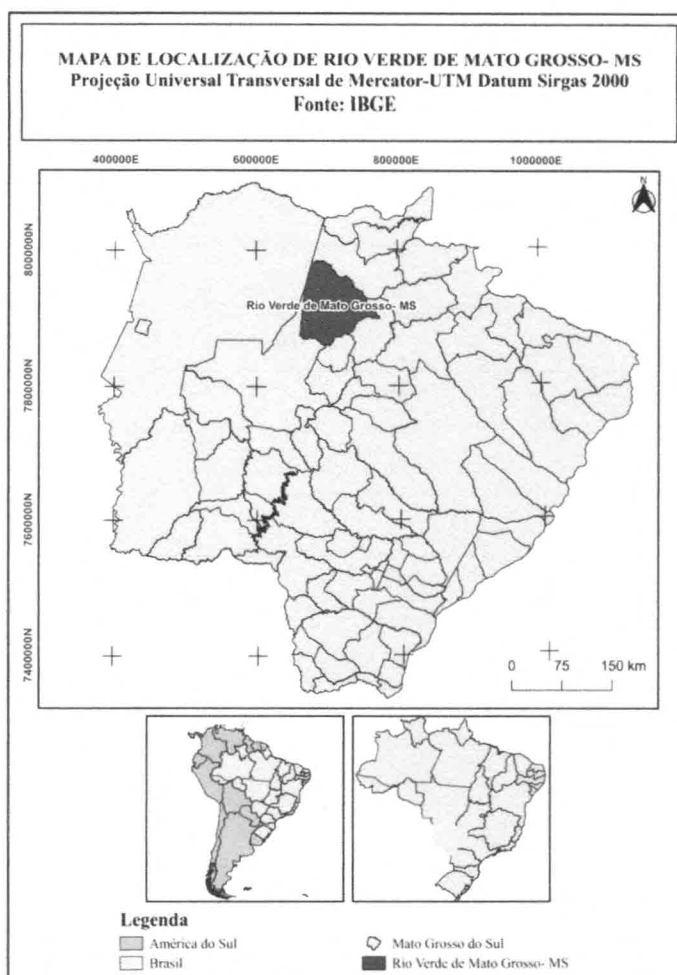 MAPA DE LOCALIZAÇÃO DE RIO VERDE DE MATO GROSSO- MS
Projeção Universal Transversal de Mercator-UTM Datum Sirgas 2000
Fonte: IBGE
400000E 600000E 800000E 1000000E
N
8000000N
Rio Verde de Mato Grosso- MS
7800000N
7600000N
7400000N
0 75 150 km
Legenda
América do Sul
Mato Grosso do Sul
Brasil
Rio Verde de Mato Grosso- MS